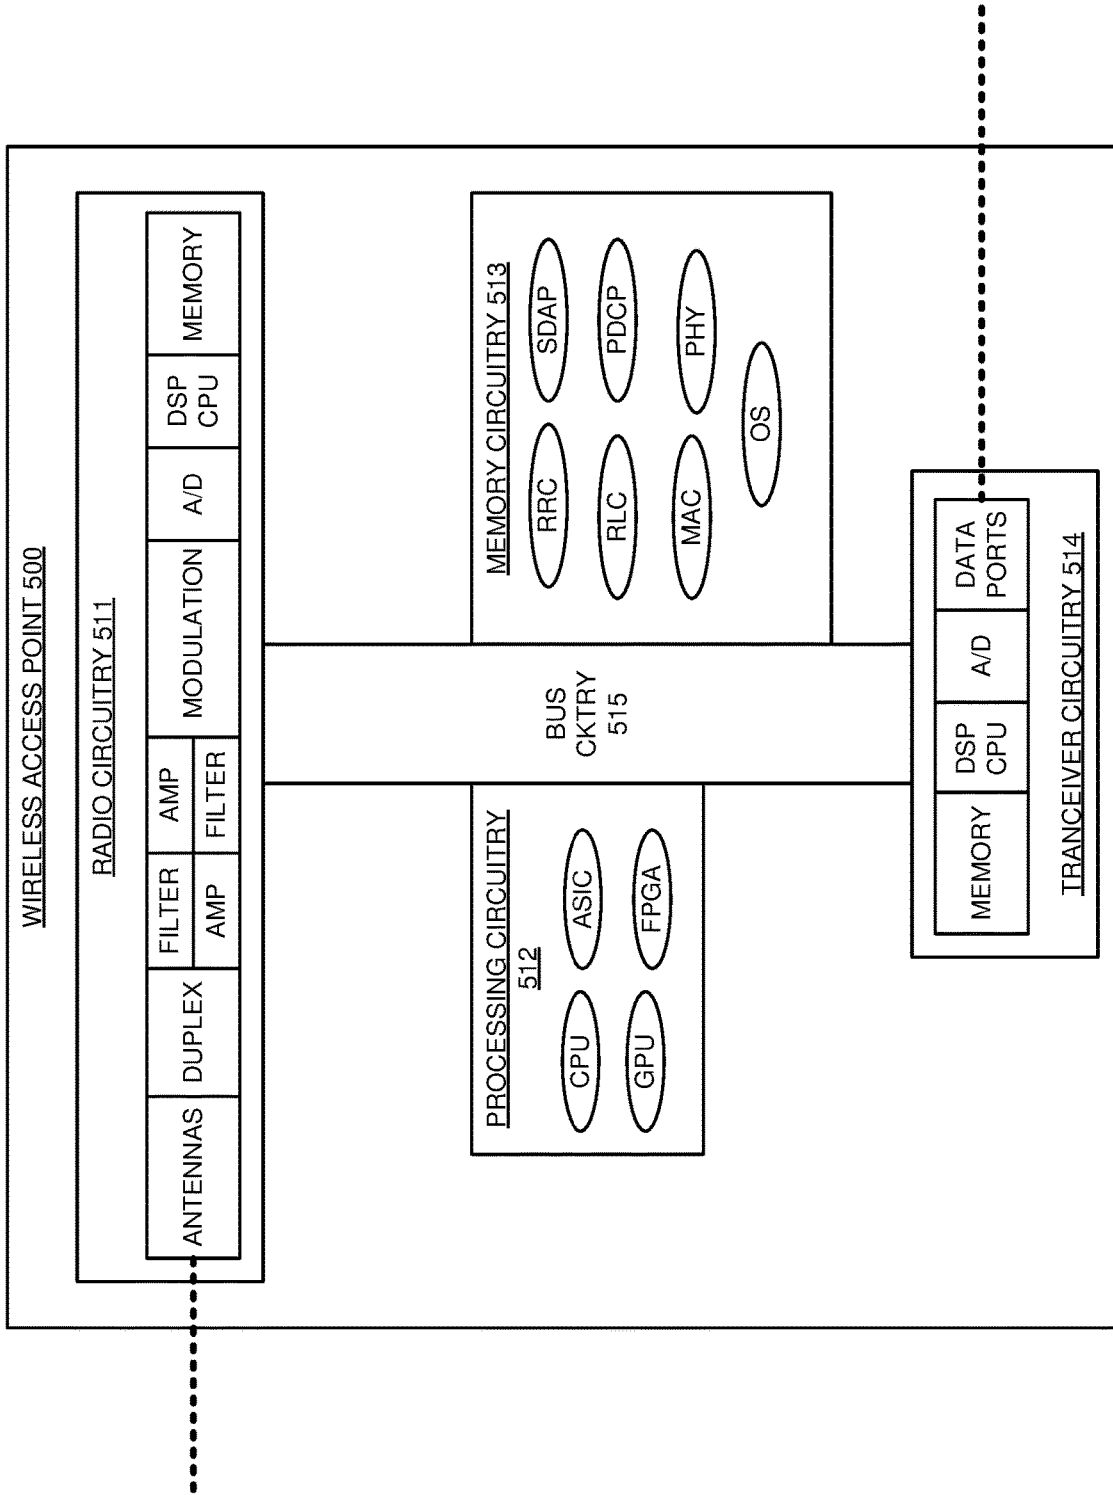 WIRELESS ACCESS POINT 500
RADIO CIRCUITRY 511
ANTENNAS
DUPLEX
FILTER
AMP
AMP
FILTER
MODULATION
A/D
DSP
CPU
MEMORY
PROCESSING CIRCUITRY
512
CPU
ASIC
GPU
FPGA
BUS
CKTRY
515
MEMORY CIRCUITRY 513
RRC
SDAP
RLC
PDCP
MAC
PHY
OS
MEMORY
DSP
CPU
A/D
DATA
PORTS
TRANCEIVER CIRCUITRY 514